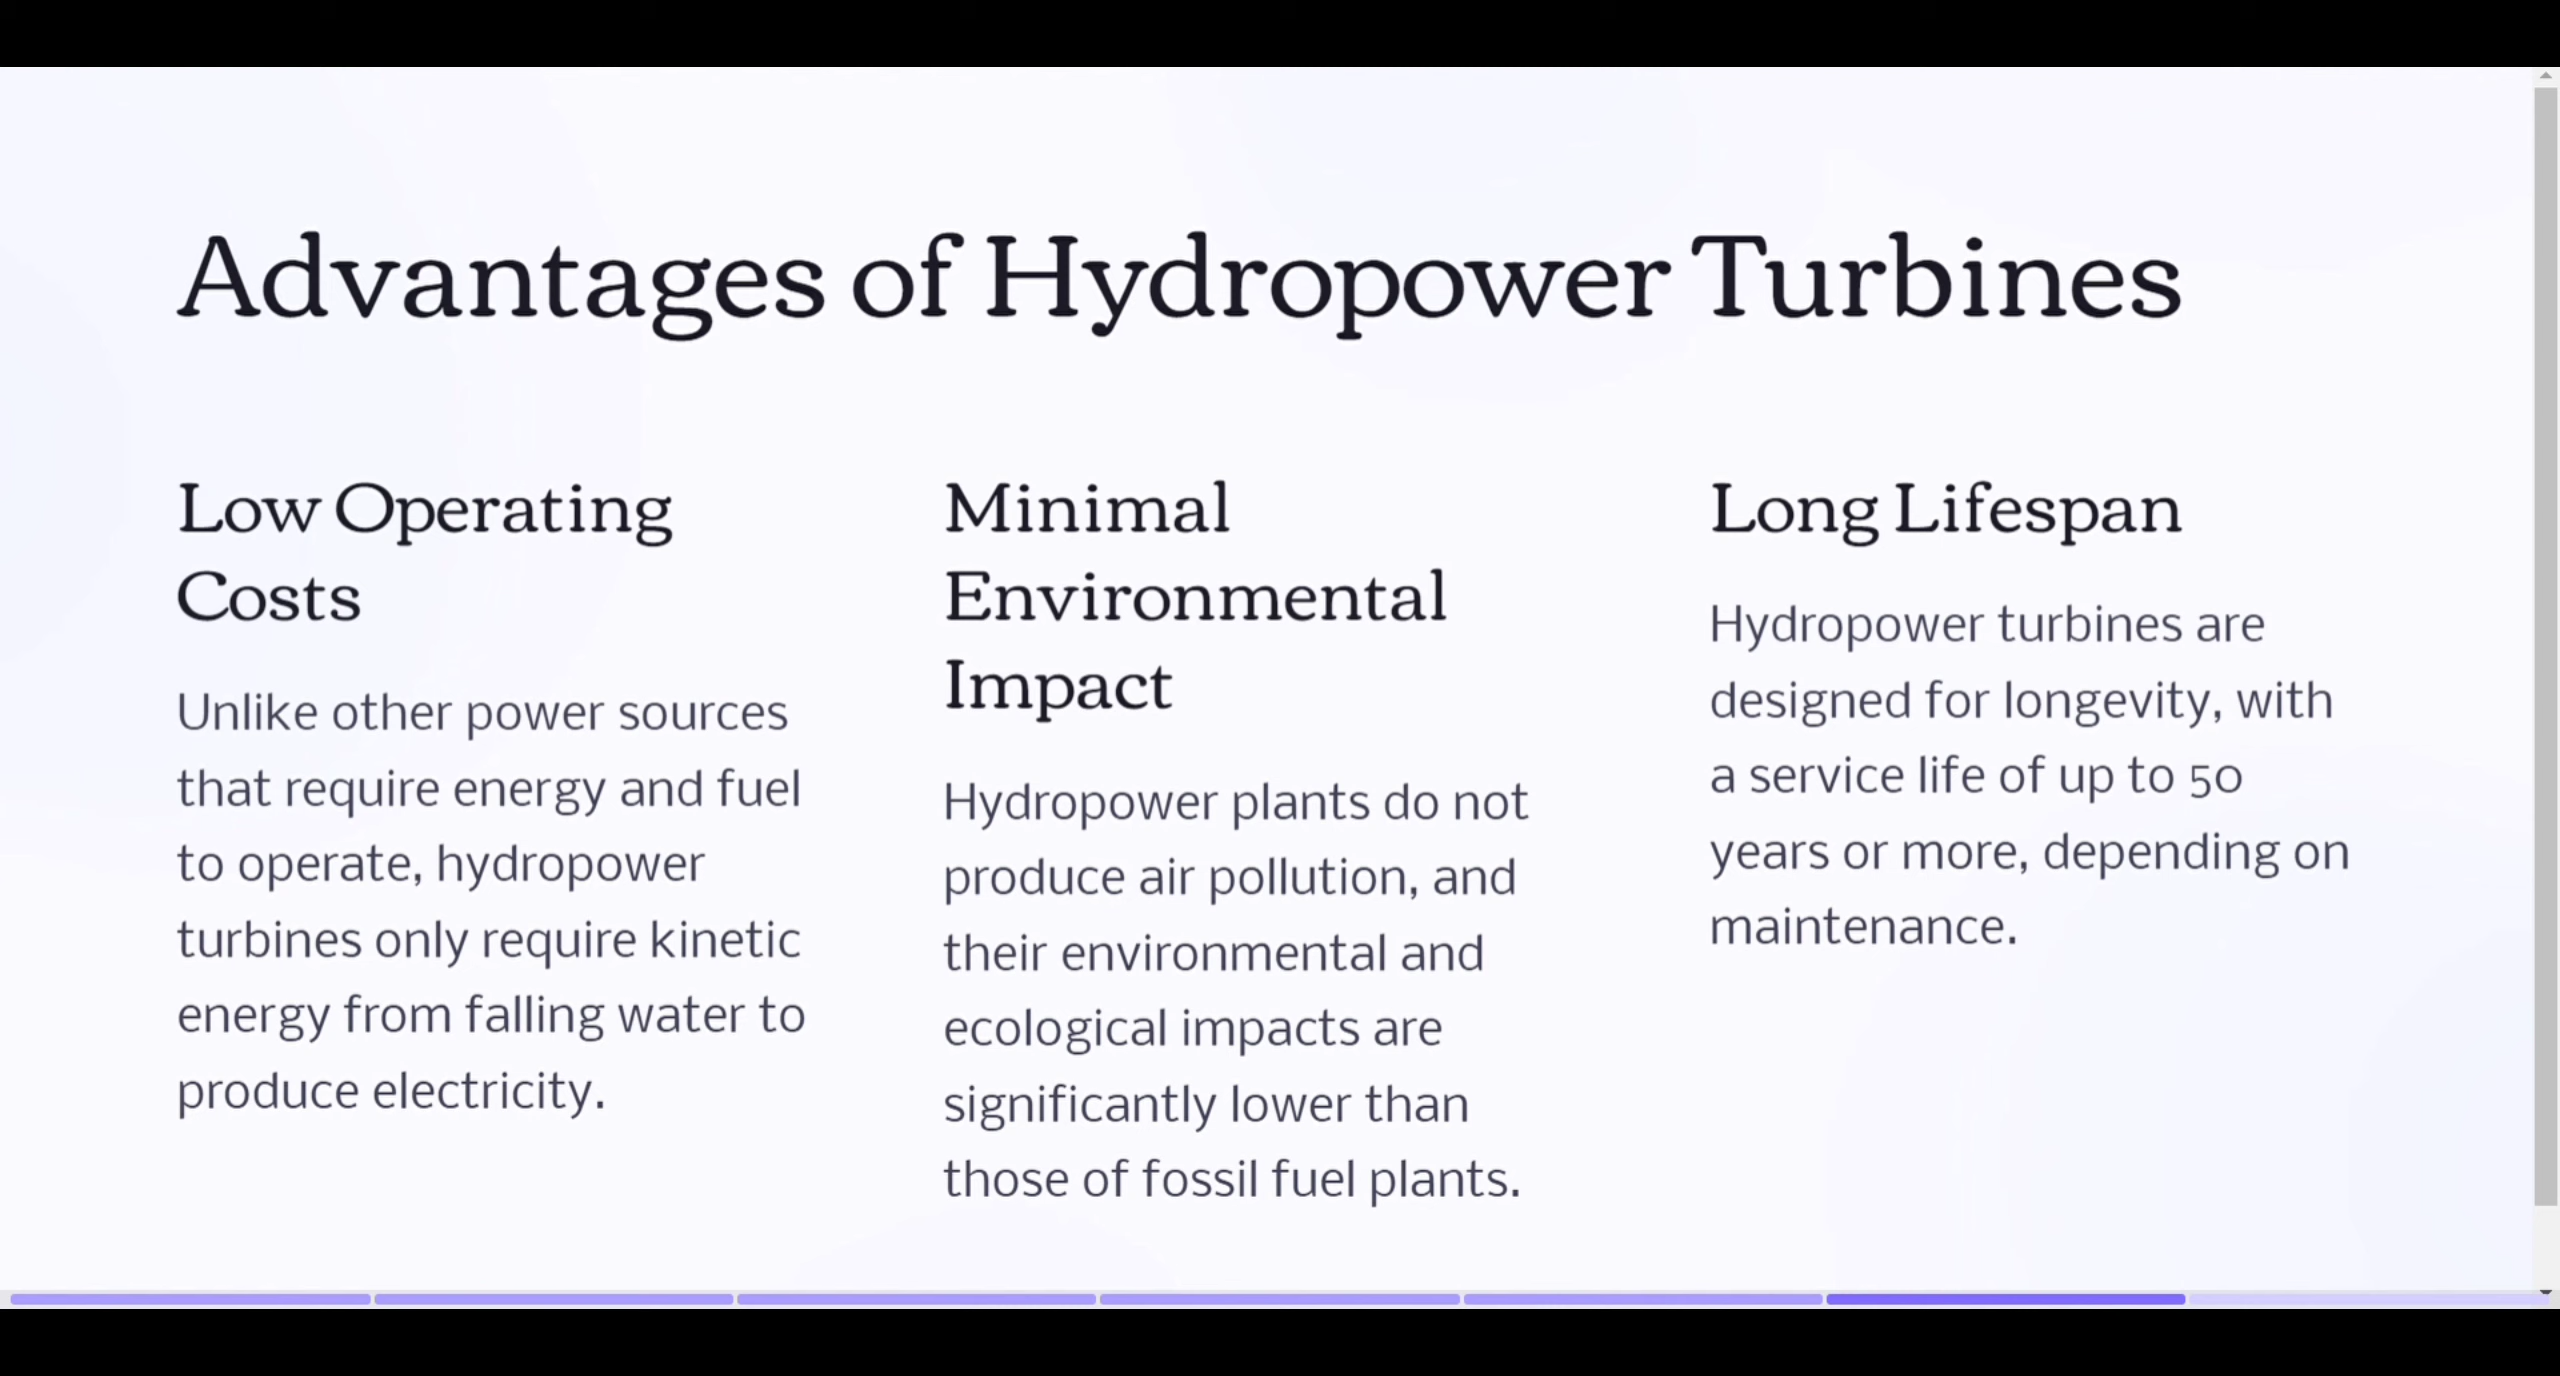 Advantages of Hydropower Turbines
Low Operating
Costs
Unlike other power sources
that require energy and fuel
to operate, hydropower
turbines only require kinetic
energy from falling water to
produce electricity.
Minimal
Environmental
Impact
Hydropower plants do not
produce air pollution, and
their environmental and
ecological impacts are
significantly lower than
those of fossil fuel plants.
Long Lifespan
Hydropower turbines are
designed for longevity, with
a service life of up to 50
years or more, depending on
maintenance.